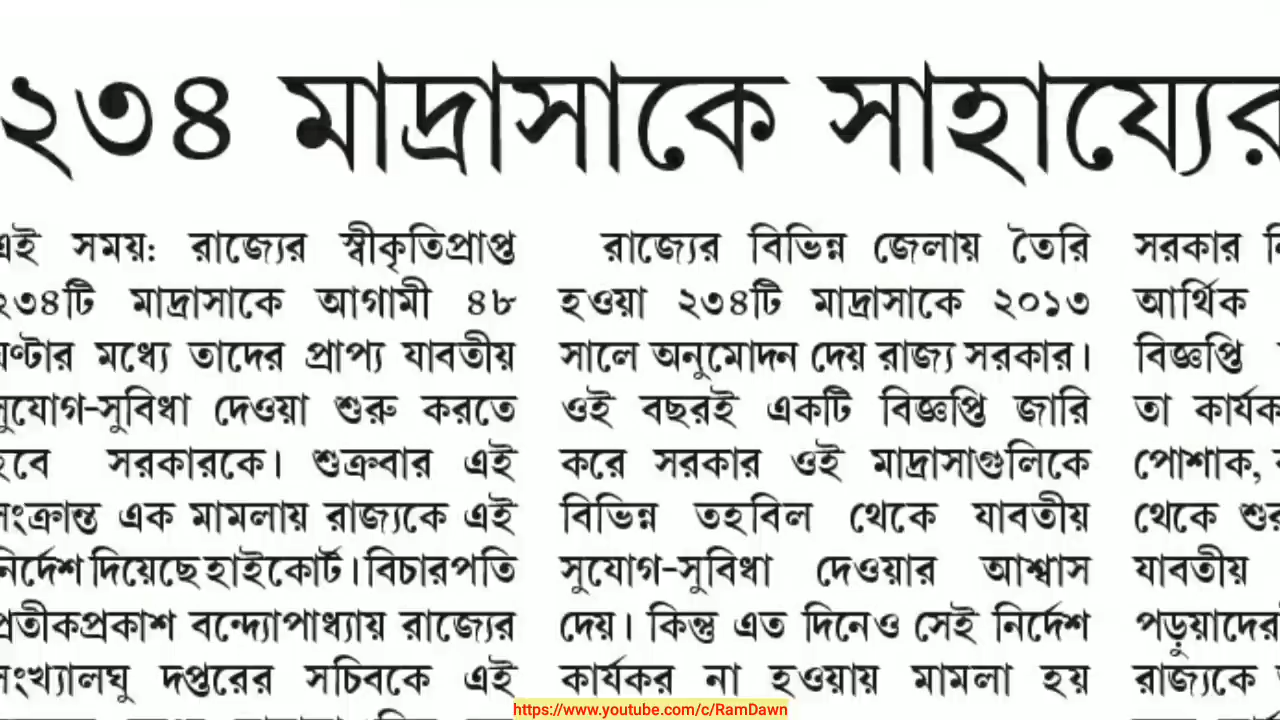 ২৩৪ মাদ্রাসাকে সাহায্যের
এই সময়: রাজ্যের স্বীকৃতিপ্রাপ্ত
২৩৪টি মাদ্রাসাকে আগামী ৪৮
ঘণ্টার মধ্যে তাদের প্রাপ্য যাবতীয়
সুযোগ-সুবিধা দেওয়া শুরু করতে
হবে সরকারকে। শুক্রবার এই
সংক্রান্ত এক মামলায় রাজ্যকে এই
নির্দেশ দিয়েছে হাইকোর্ট। বিচারপতি
প্রতীকপ্রকাশ বন্দ্যোপাধ্যায় রাজ্যের
সংখ্যালঘু দপ্তরের সচিবকে এই
রাজ্যের বিভিন্ন জেলায় তৈরি
হওয়া ২৩৪টি মাদ্রাসাকে ২০১৩
সালে অনুমোদন দেয় রাজ্য সরকার।
ওই বছরই একটি বিজ্ঞপ্তি জারি
করে সরকার ওই মাদ্রাসাগুলিকে
বিভিন্ন তহবিল থেকে যাবতীয়
সুযোগ-সুবিধা দেওয়ার আশ্বাস
দেয়। কিন্তু এত দিনেও সেই নির্দেশ
কার্যকর না হওয়ায় মামলা হয়
সরকার
আর্থিক
বিজ্ঞপ্তি
তা
পোশাক,
থেকে
যাবতীয়
পড়ুয়াদের
রাজ্যকে
https://www.youtube.com/c/RamDawn